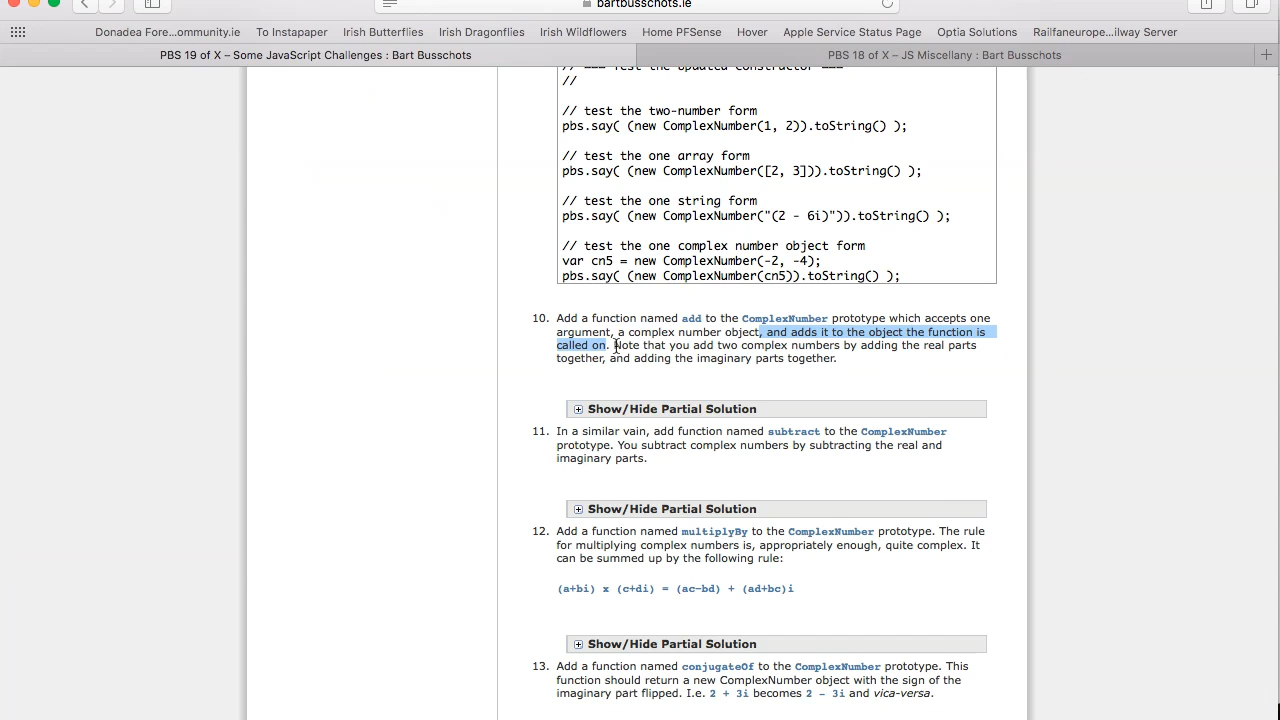 bartbusschots.ie
Donadea Fore...ommunity.ie To Instapaper Irish Butterflies Irish Dragonflies Irish Wildflowers Home PFSense Hover Apple Service Status Page Optia Solutions Railfaneurope...ilway Server
PBS 19 of X – Some JavaScript Challenges : Bart Busschots PBS 18 of X – JS Miscellany : Bart Busschots
// === Test the updated constructor ===
//
// test the two-number form
pbs.say( (new ComplexNumber(1, 2)).toString() );
// test the one array form
pbs.say( (new ComplexNumber([2, 3])).toString() );
// test the one string form
pbs.say( (new ComplexNumber("(2 - 6i)")).toString() );
// test the one complex number object form
var cn5 = new ComplexNumber(-2, -4);
pbs.say( (new ComplexNumber(cn5)).toString() );
10. Add a function named add to the ComplexNumber prototype which accepts one
argument, a complex number object, and adds it to the object the function is
called on. Note that you add two complex numbers by adding the real parts
together, and adding the imaginary parts together.
Show/Hide Partial Solution
11. In a similar vain, add function named subtract to the ComplexNumber
prototype. You subtract complex numbers by subtracting the real and
imaginary parts.
Show/Hide Partial Solution
12. Add a function named multiplyBy to the ComplexNumber prototype. The rule
for multiplying complex numbers is, appropriately enough, quite complex. It
can be summed up by the following rule:
(a+bi) x (c+di) = (ac−bd) + (ad+bc)i
Show/Hide Partial Solution
13. Add a function named conjugateOf to the ComplexNumber prototype. This
function should return a new ComplexNumber object with the sign of the
imaginary part flipped. I.e. 2 + 3i becomes 2 − 3i and vica-versa.